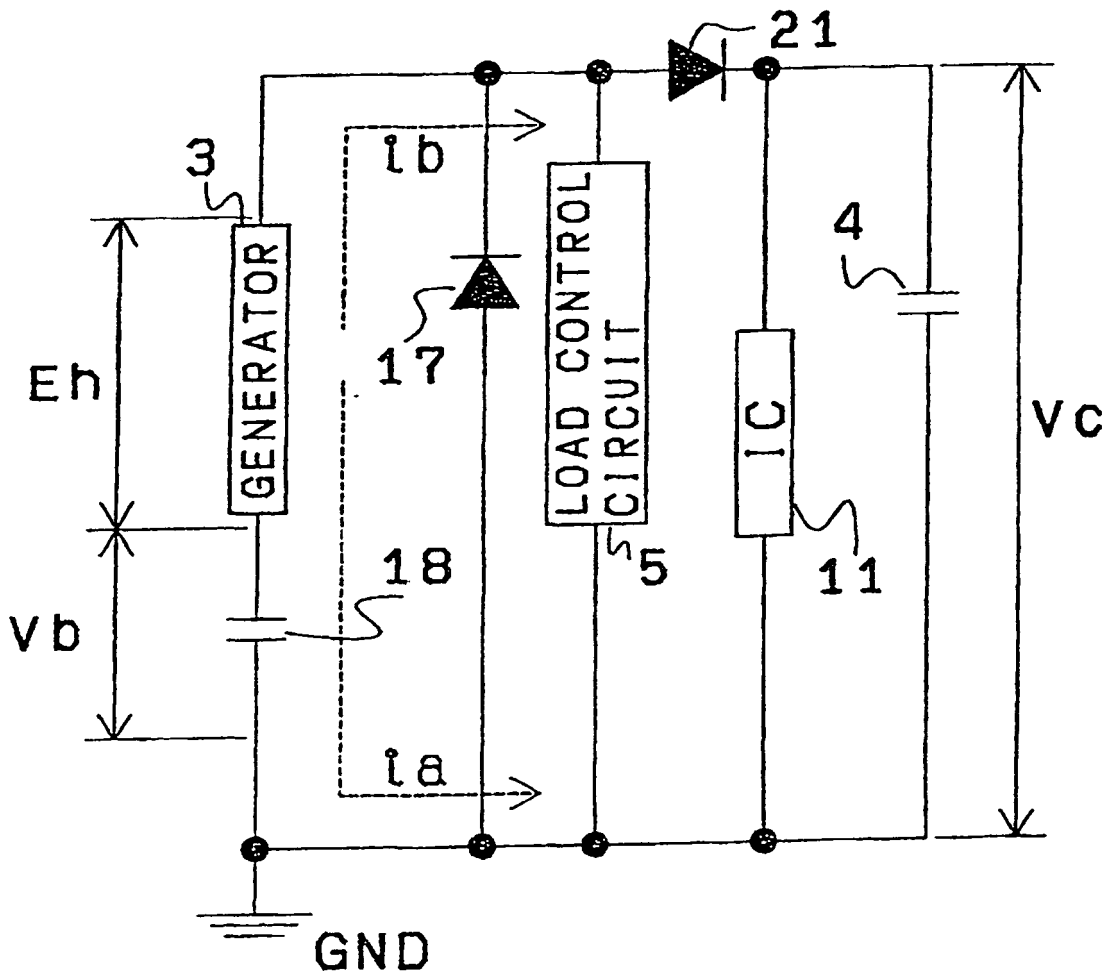 21
3
ib
GENERATOR
LOAD CONTROL
CIRCUIT
4
17
Eh
IC
Vc
18
5
11
Vb
ia
GND